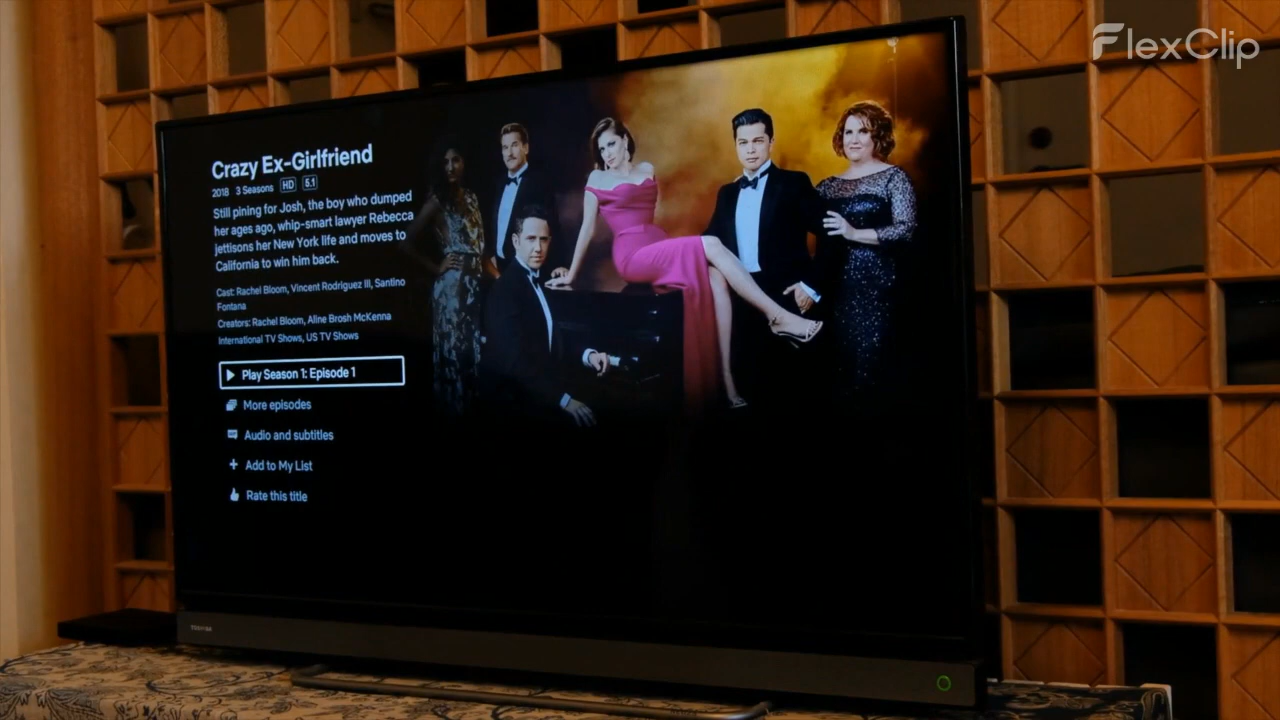 FlexClip
Crazy Ex-Girlfriend
2018 3 Seasons HD 5.1
Still pining for Josh, the boy who dumped
her ages ago, whip-smart lawyer Rebecca
jettisons her New York life and moves to
California to win him back.
Cast: Rachel Bloom, Vincent Rodriguez III, Santino
Fontana
Creators: Rachel Bloom, Aline Brosh McKenna
International TV Shows, US TV Shows
Play Season 1: Episode 1
More episodes
Audio and subtitles
Add to My List
Rate this title
TOSHIBA